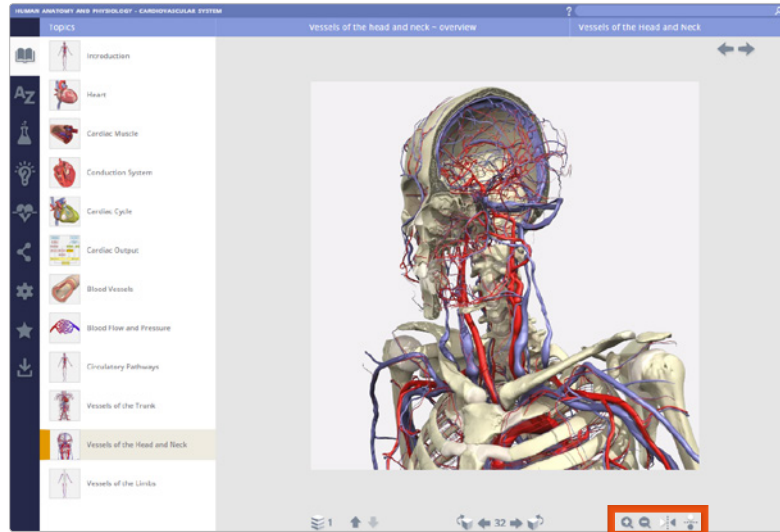 HUMAN ANATOMY AND PHYSIOLOGY - CARDIOVASCULAR SYSTEM
?
Topics
Vessels of the head and neck – overview
Vessels of the Head and Neck
Introduction
AZ
Heart
Cardiac Muscle
Conduction System
Cardiac Cycle
Cardiac Output
Blood Vessels
Blood Flow and Pressure
Circulatory Pathways
Vessels of the Trunk
Vessels of the Head and Neck
Vessels of the Limbs
1
32